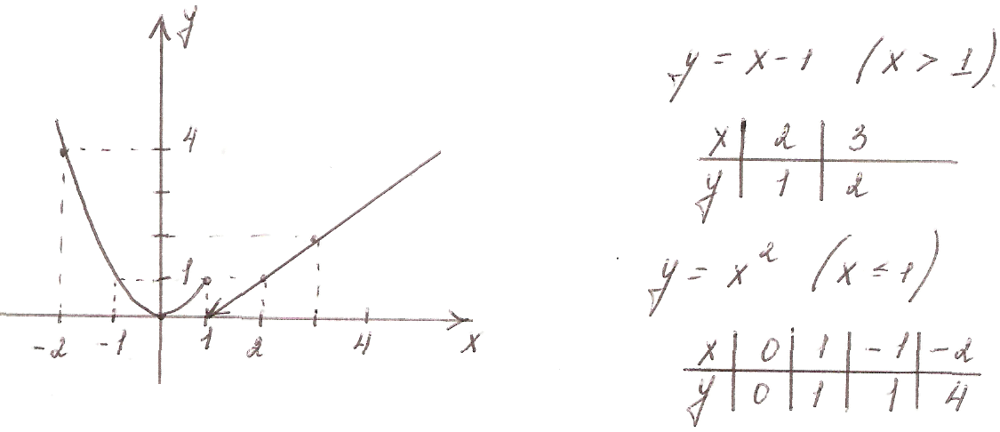 y
4
1
-2 -1 1 2 4 x
y = x - 1 (x > 1)
x | 2 | 3
y | 1 | 2
y = x² (x ≤ 1)
x | 0 | 1 | -1 | -2
y | 0 | 1 | 1 | 4